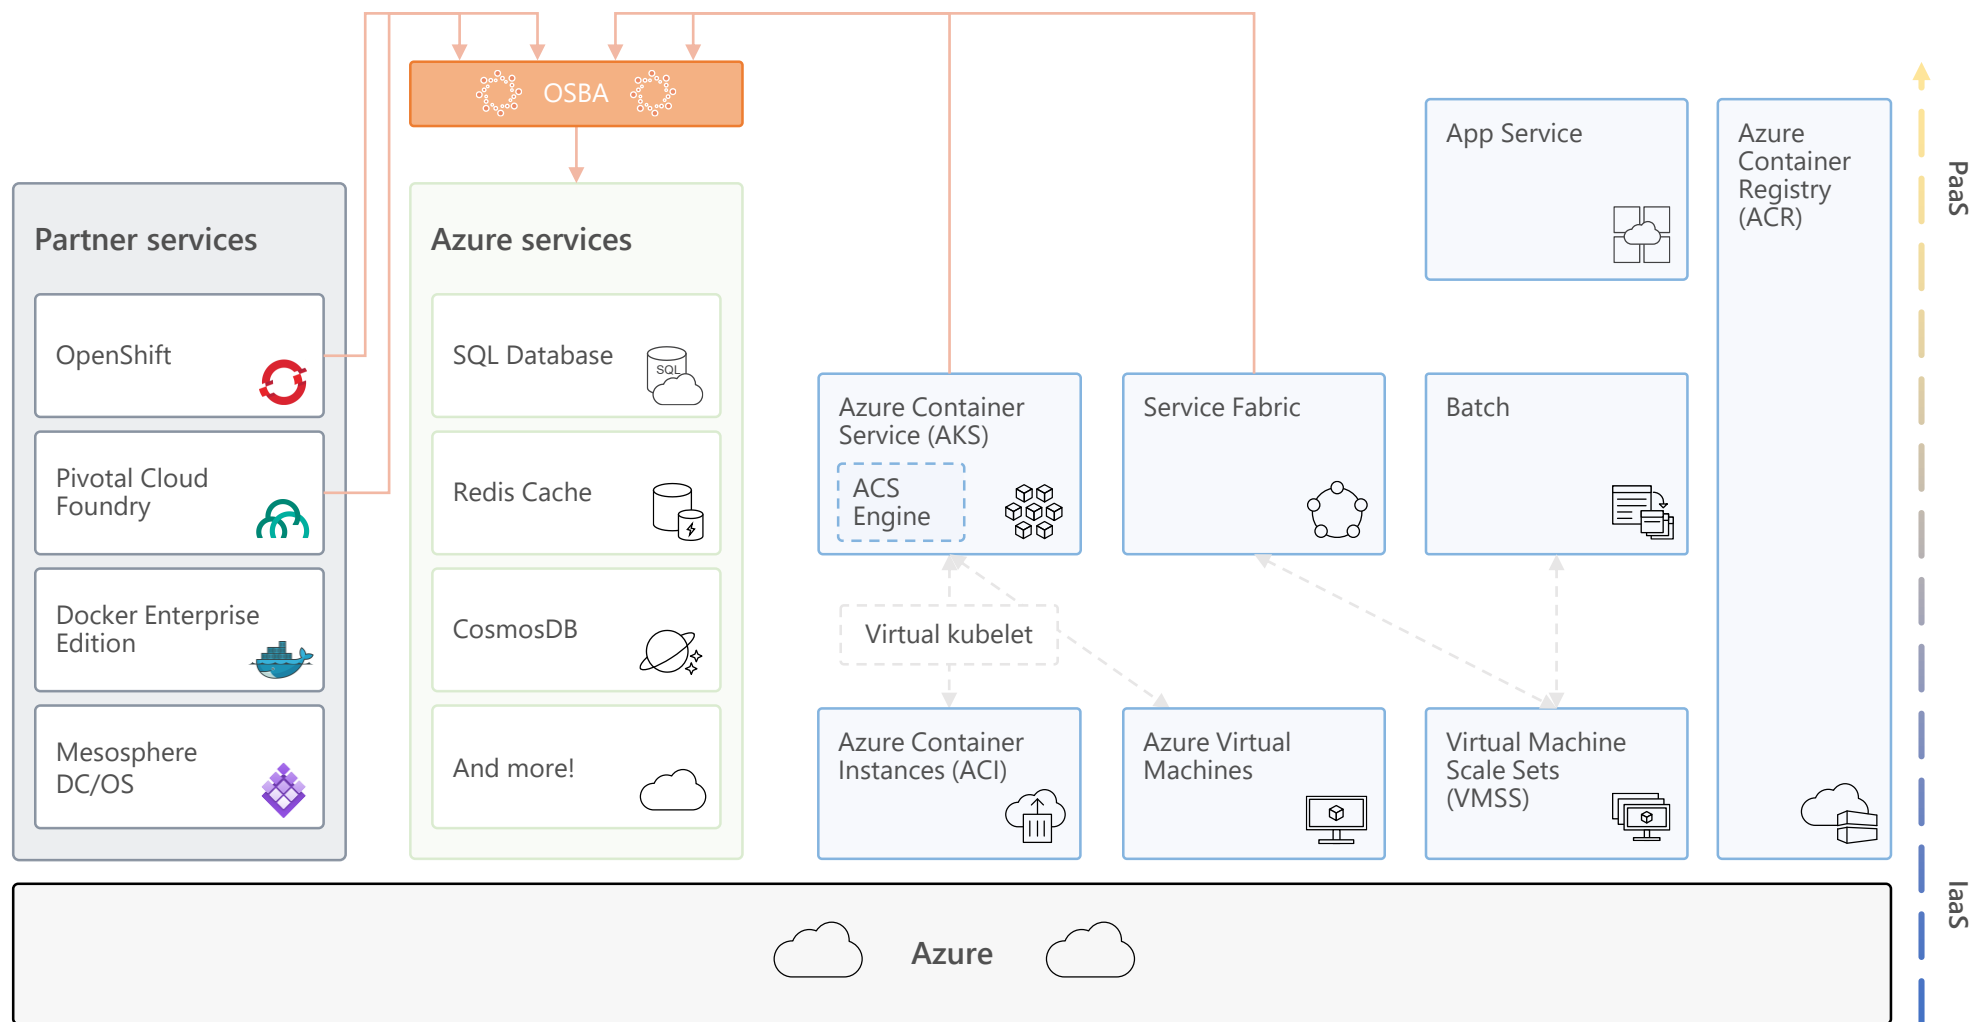 OSBA
Partner services
OpenShift
Pivotal Cloud
Foundry
Docker Enterprise
Edition
Mesosphere
DC/OS
Azure services
SQL Database
SQL
Redis Cache
CosmosDB
And more!
Azure Container
Service (AKS)
ACS
Engine
Virtual kubelet
Azure Container
Instances (ACI)
Service Fabric
Azure Virtual
Machines
App Service
Batch
Virtual Machine
Scale Sets
(VMSS)
Azure
Container
Registry
(ACR)
PaaS
IaaS
Azure